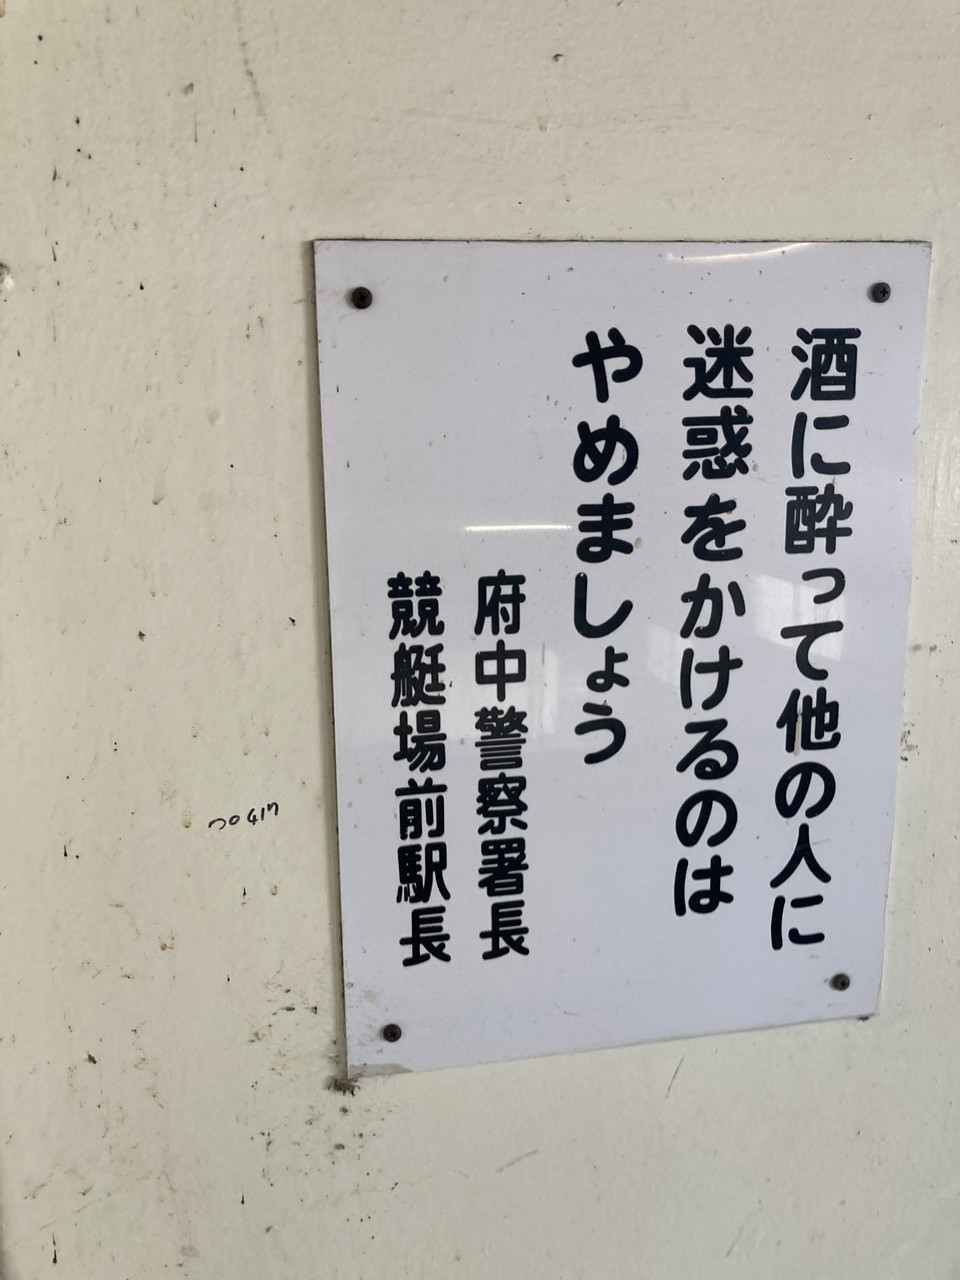 酒に酔って他の人に
迷惑をかけるのは
やめましょう
府中警察署長
競艇場前駅長